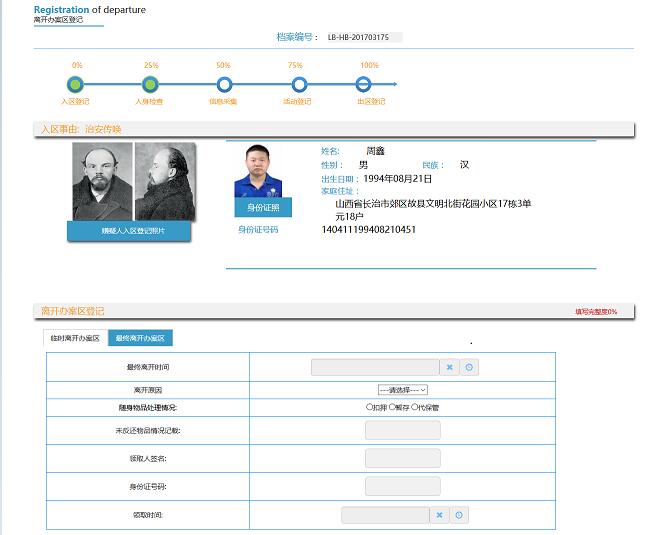 Registration of departure
离开办案区登记
档案编号： LB-HB-201703175
0% 25% 50% 75% 100%
入区登记 人身检查 信息采集 活动登记 出区登记
入区事由: 治安传唤
姓名: 周鑫
性别： 男 民族： 汉
出生日期： 1994年08月21日
家庭住址：
山西省长治市郊区故县文明北街花园小区17栋3单
元18户
身份证照
嫌疑人入区登记照片
身份证号码 140411199408210451
离开办案区登记 填写完整度0%
临时离开办案区 最终离开办案区
最终离开时间
离开原因 ---请选择---
随身物品处理情况: 扣押 暂存 代保管
未反还物品情况记载:
领取人签名:
身份证号码:
领取时间: